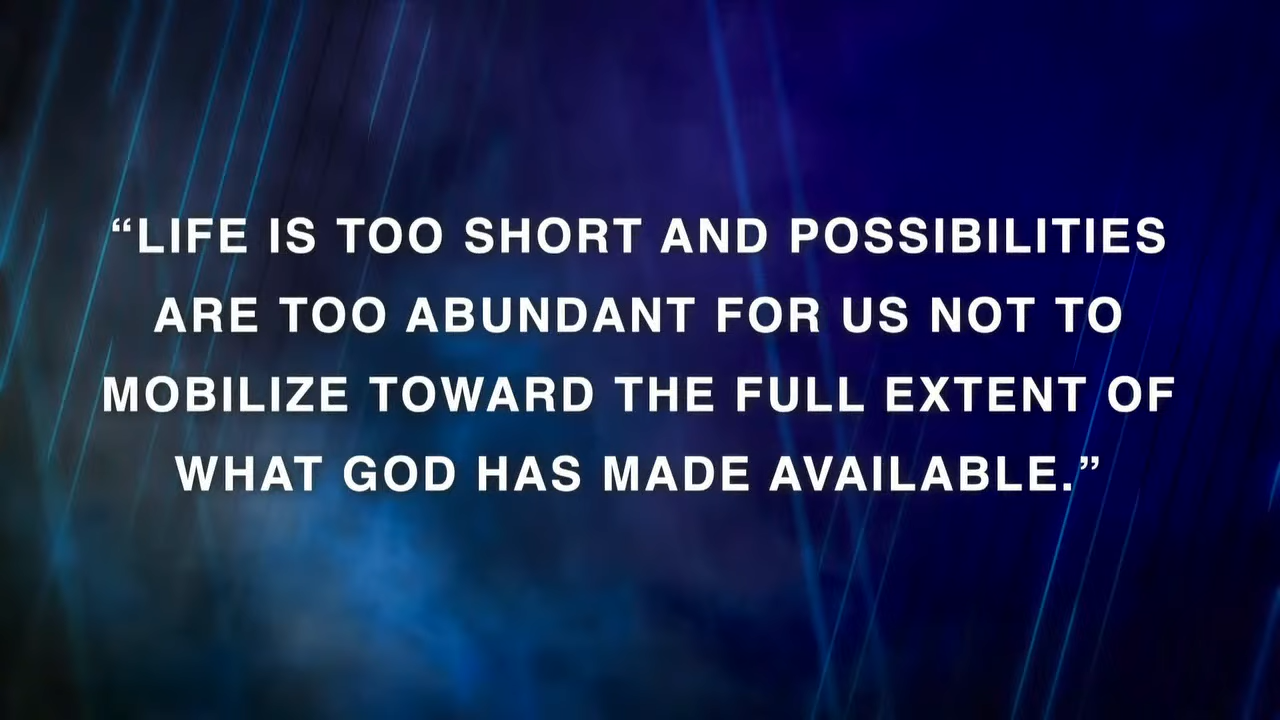 “LIFE IS TOO SHORT AND POSSIBILITIES
ARE TOO ABUNDANT FOR US NOT TO
MOBILIZE TOWARD THE FULL EXTENT OF
WHAT GOD HAS MADE AVAILABLE.”